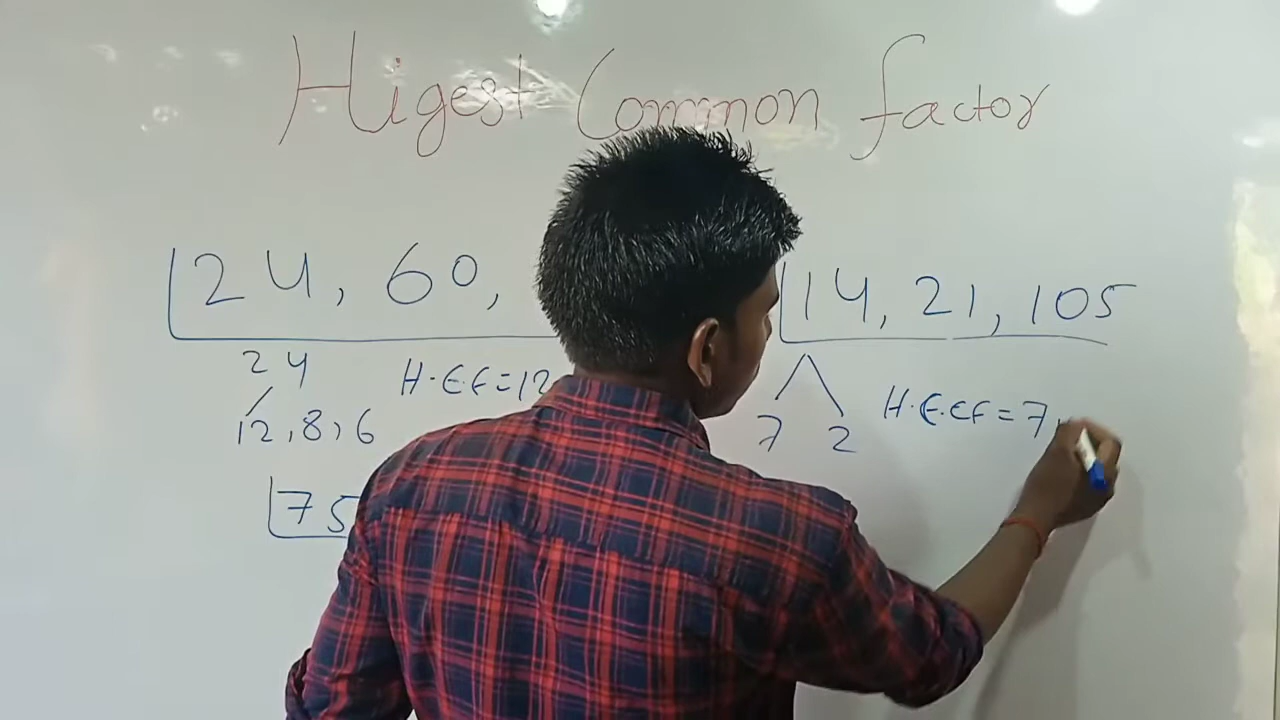 Higest Common factor
24, 60,
14, 21, 105
24
H.C.F=12
12,8,6
7 2
H.C.CF=7
75